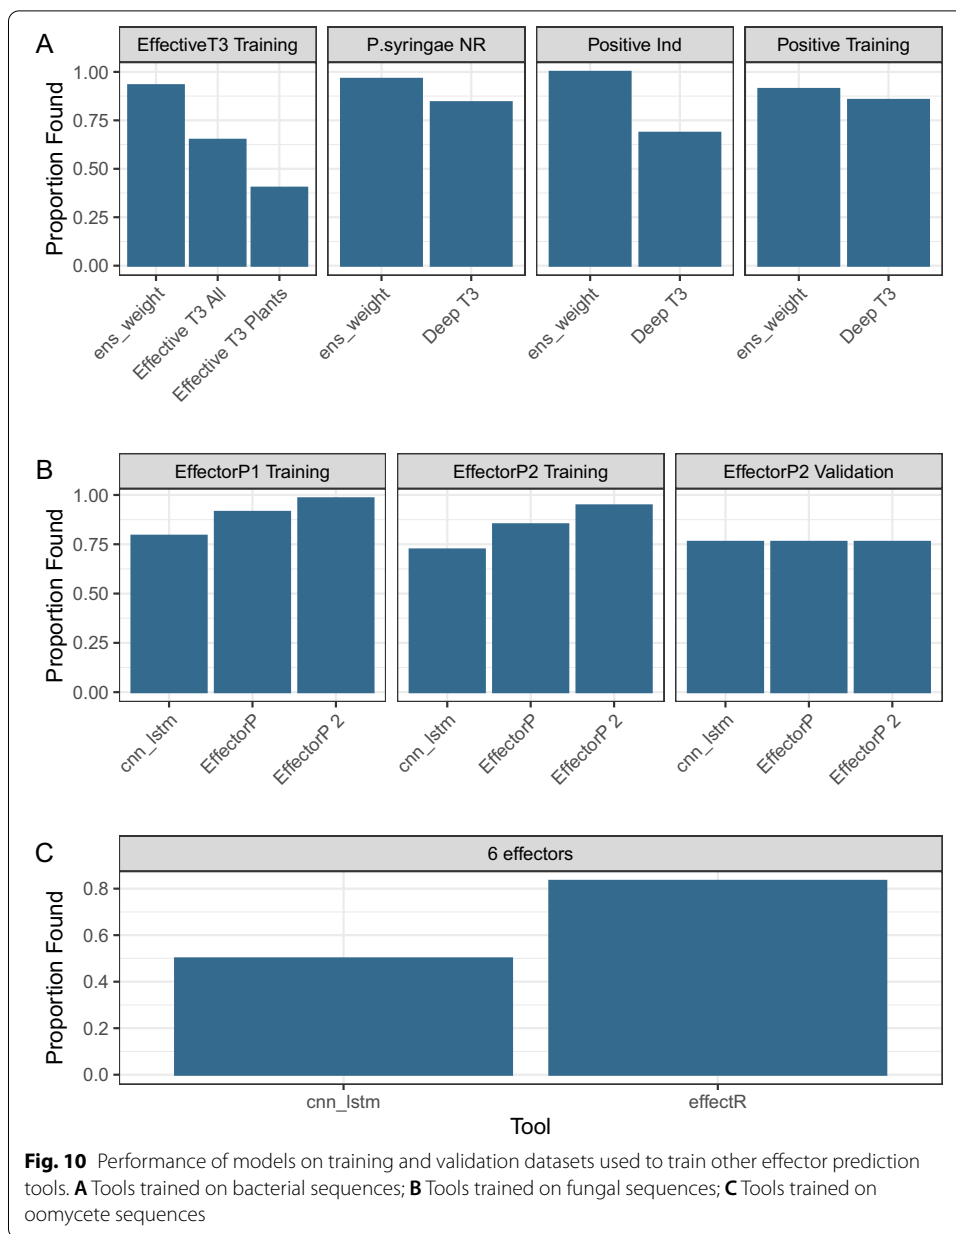 A
EffectiveT3 Training
P.syringae NR
Positive Ind
Positive Training
Proportion Found
1.00
0.75
0.50
0.25
0.00
ens_weight
Effective T3 All
Effective T3 Plants
ens_weight
Deep T3
ens_weight
Deep T3
ens_weight
Deep T3
B
EffectorP1 Training
EffectorP2 Training
EffectorP2 Validation
Proportion Found
1.00
0.75
0.50
0.25
0.00
cnn_lstm
EffectorP
EffectorP 2
cnn_lstm
EffectorP
EffectorP 2
cnn_lstm
EffectorP
EffectorP 2
C
6 effectors
Proportion Found
0.8
0.6
0.4
0.2
0.0
cnn_lstm
effectR
Tool
Fig. 10 Performance of models on training and validation datasets used to train other effector prediction
tools. A Tools trained on bacterial sequences; B Tools trained on fungal sequences; C Tools trained on
oomycete sequences